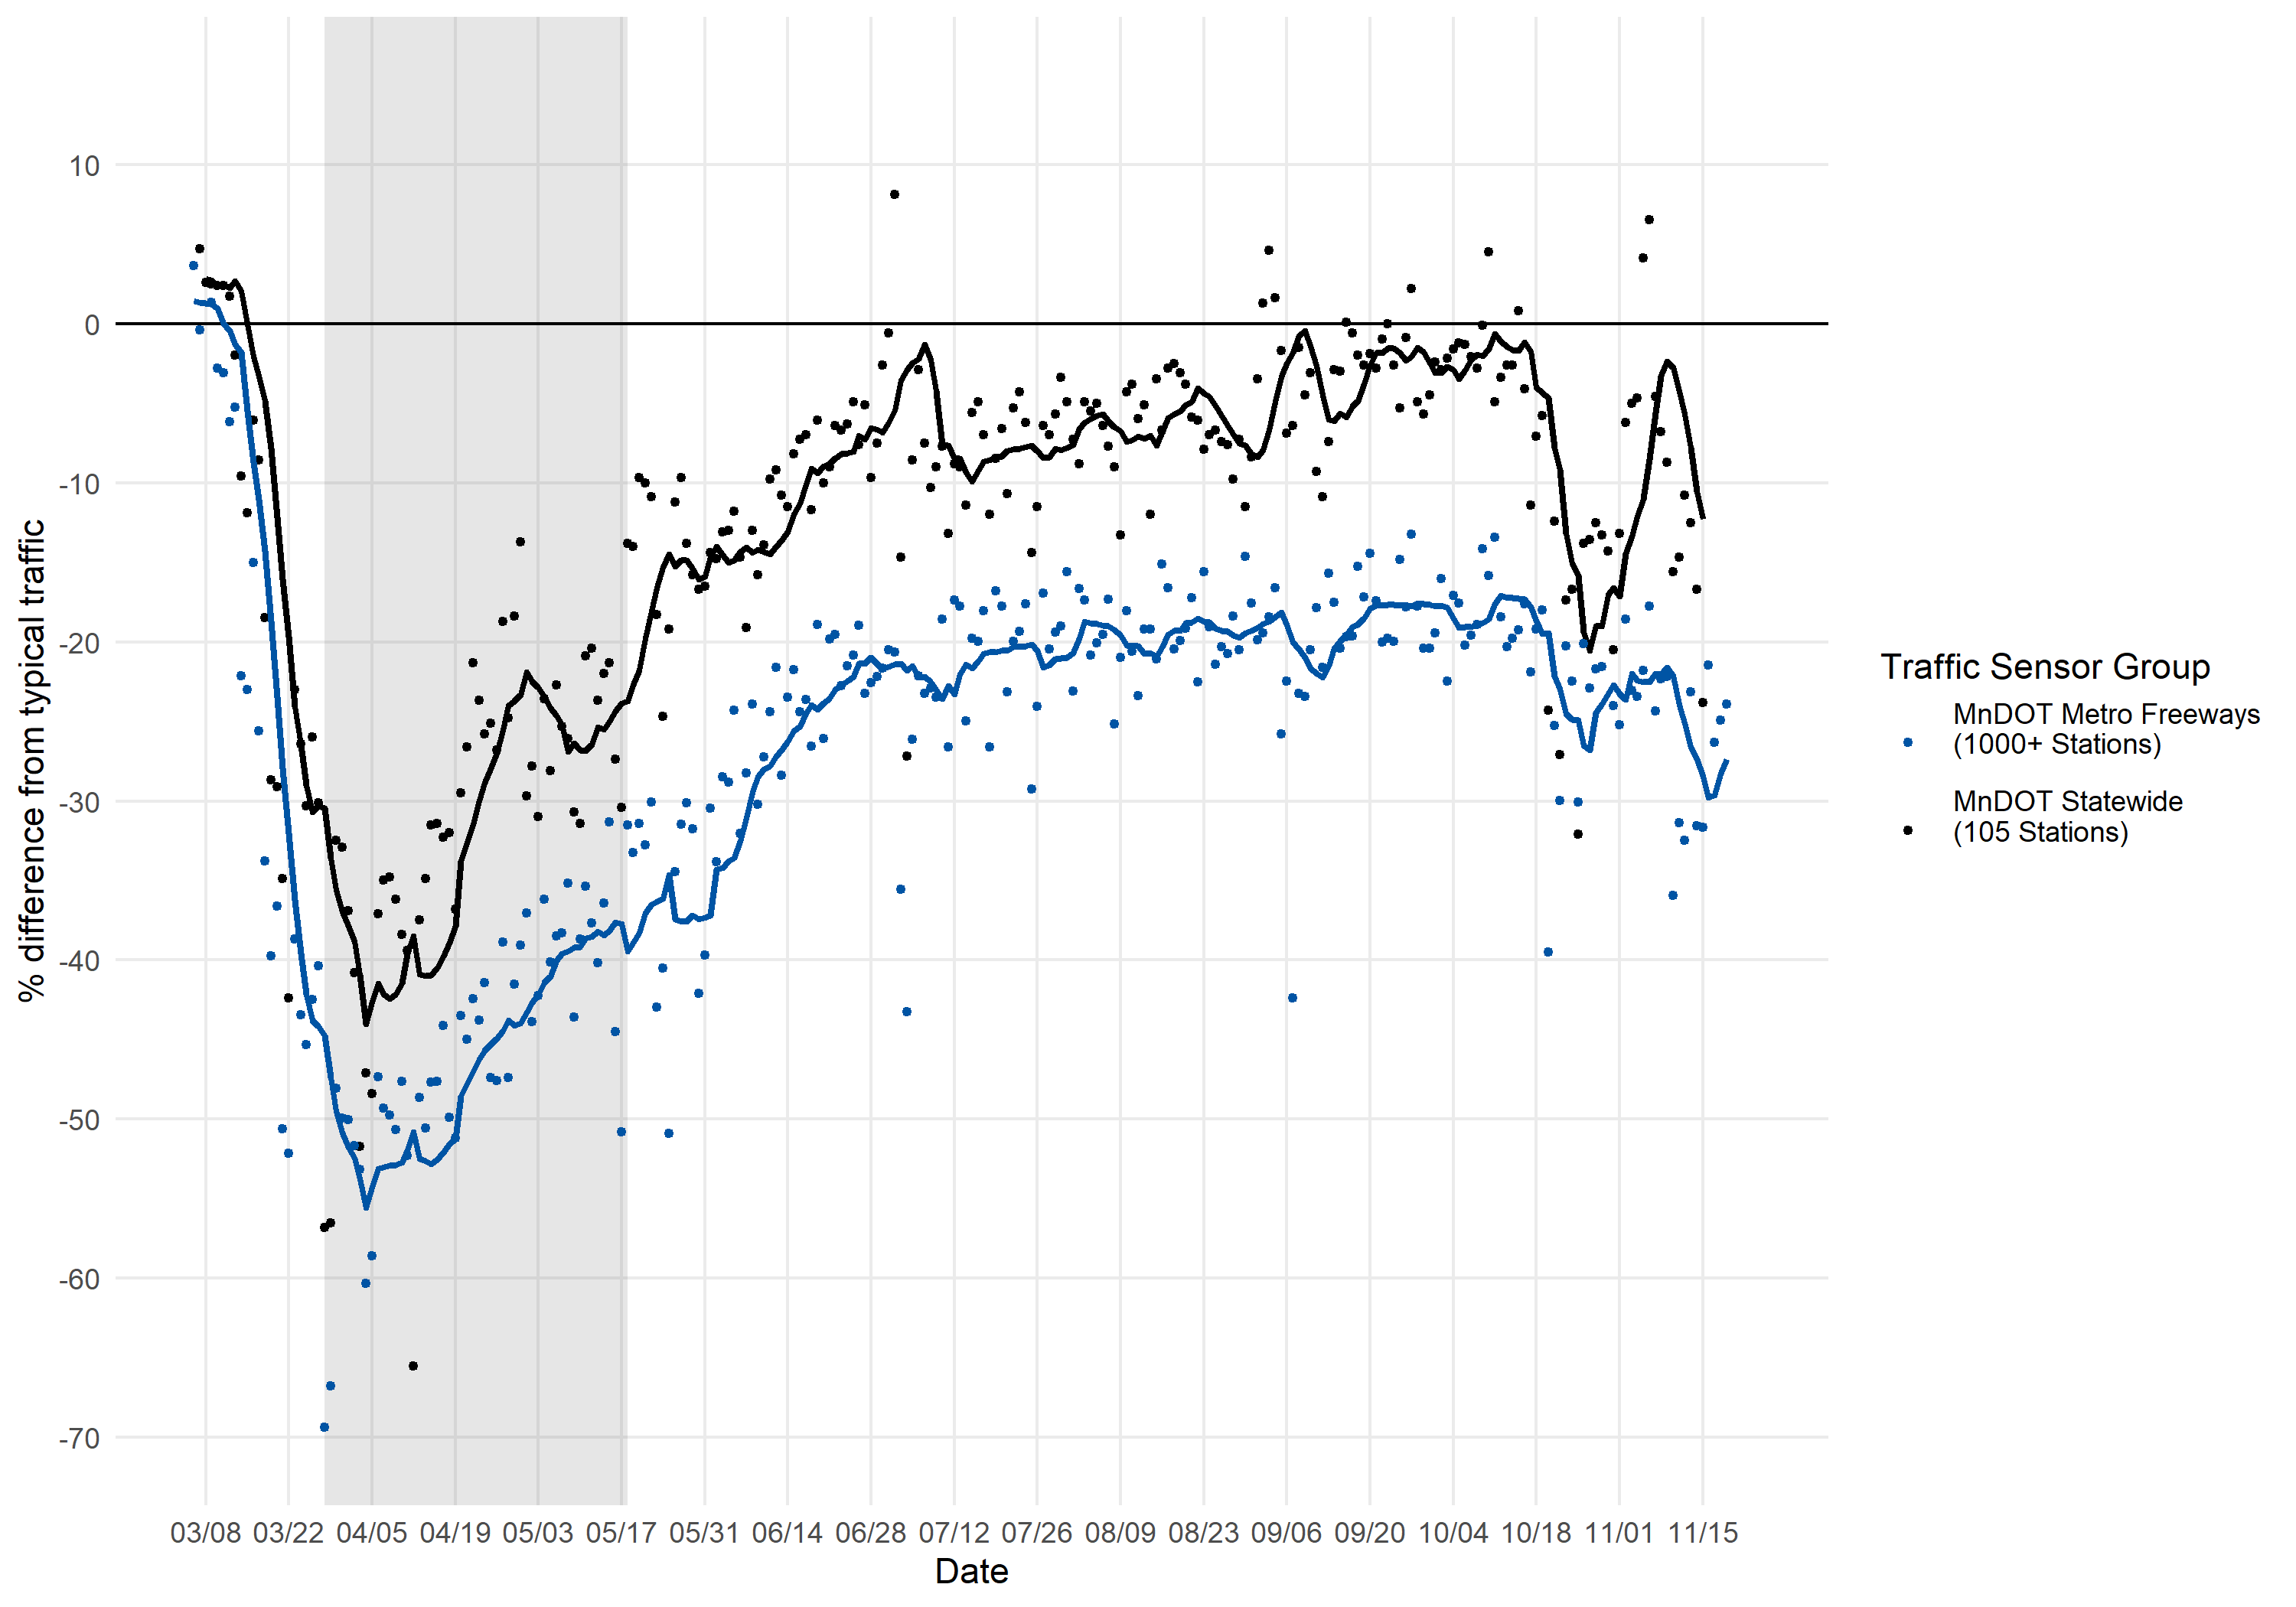 10
0
-10
-20
-30
-40
-50
-60
-70
% difference from typical traffic
03/08 03/22 04/05 04/19 05/03 05/17 05/31 06/14 06/28 07/12 07/26 08/09 08/23 09/06 09/20 10/04 10/18 11/01 11/15
Date
Traffic Sensor Group
MnDOT Metro Freeways
(1000+ Stations)
MnDOT Statewide
(105 Stations)